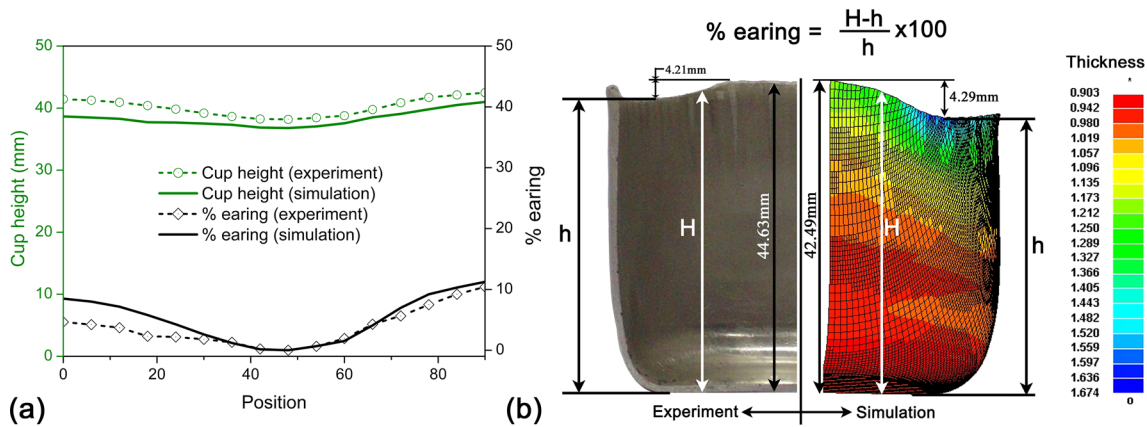 50
40
30
20
10
0
Cup height (mm)
Cup height (experiment)
Cup height (simulation)
% earing (experiment)
% earing (simulation)
50
40
30
20
10
0
% earing
0
20
40
60
80
Position
(a)
% earing = H-h/h x100
4.21mm
4.29mm
h
H
44.63mm
42.49mm
H
h
Experiment
Simulation
(b)
Thickness
0.903
0.942
0.980
1.019
1.057
1.096
1.135
1.173
1.212
1.250
1.289
1.327
1.366
1.405
1.443
1.482
1.520
1.559
1.597
1.636
1.674